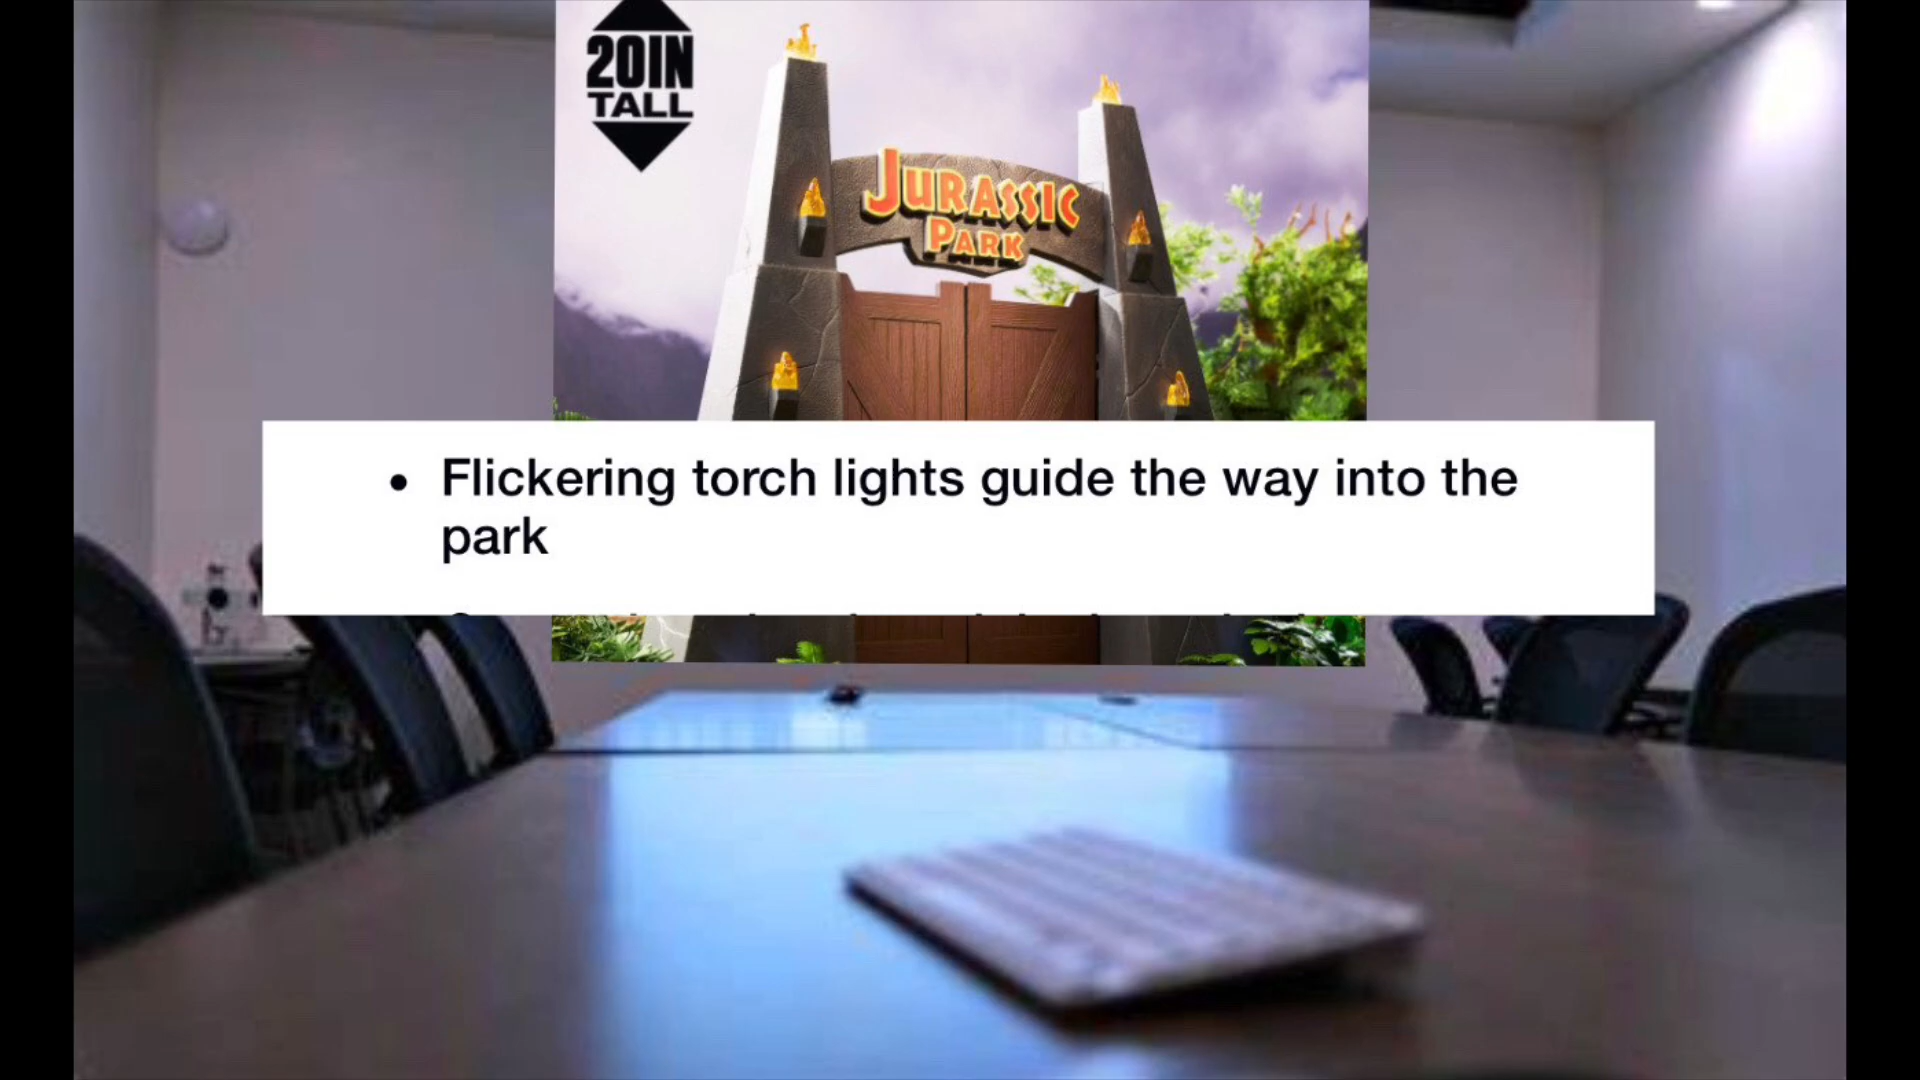 20IN
TALL
JURASSIC
PARK
• Flickering torch lights guide the way into the
park